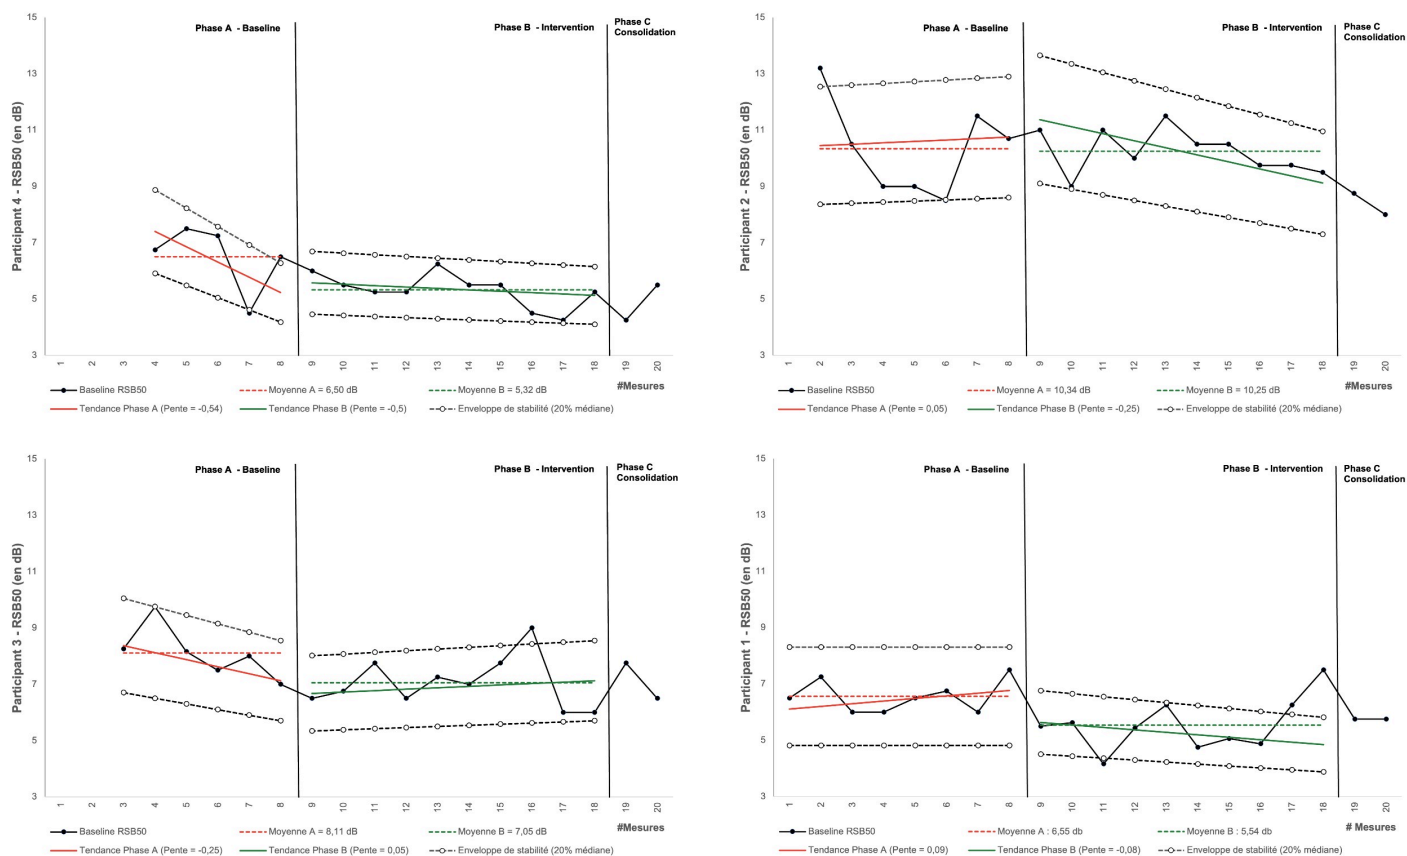 Participant 4 - RSB50 (en dB)
15
13
11
9
7
5
3
Phase A - Baseline
Phase B - Intervention
Phase C
Consolidation
1 2 3 4 5 6 7 8 9 10 11 12 13 14 15 16 17 18 19 20
#Mesures
Baseline RSB50
Moyenne A = 6,50 dB
Moyenne B = 5,32 dB
Tendance Phase A (Pente = -0,54)
Tendance Phase B (Pente = -0,5)
Enveloppe de stabilité (20% médiane)
Participant 2 - RSB50 (en dB)
15
13
11
9
7
5
3
Phase A - Baseline
Phase B - Intervention
Phase C
Consolidation
1 2 3 4 5 6 7 8 9 10 11 12 13 14 15 16 17 18 19 20
#Mesures
Baseline RSB50
Moyenne A = 10,34 dB
Moyenne B = 10,25 dB
Tendance Phase A (Pente = 0,05)
Tendance Phase B (Pente = -0,25)
Enveloppe de stabilité (20% médiane)
Participant 3 - RSB50 (en dB)
15
13
11
9
7
5
3
Phase A - Baseline
Phase B - Intervention
Phase C
Consolidation
1 2 3 4 5 6 7 8 9 10 11 12 13 14 15 16 17 18 19 20
#Mesures
Baseline RSB50
Moyenne A = 8,11 dB
Moyenne B = 7,05 dB
Tendance Phase A (Pente = -0,25)
Tendance Phase B (Pente = 0,05)
Enveloppe de stabilité (20% médiane)
Participant 1 - RSB50 (en dB)
15
13
11
9
7
5
3
Phase A - Baseline
Phase B - Intervention
Phase C
Consolidation
1 2 3 4 5 6 7 8 9 10 11 12 13 14 15 16 17 18 19 20
# Mesures
Baseline RSB50
Moyenne A : 6,55 db
Moyenne B : 5,54 db
Tendance Phase A (Pente = 0,09)
Tendance Phase B (Pente = -0,08)
Enveloppe de stabilité (20% médiane)